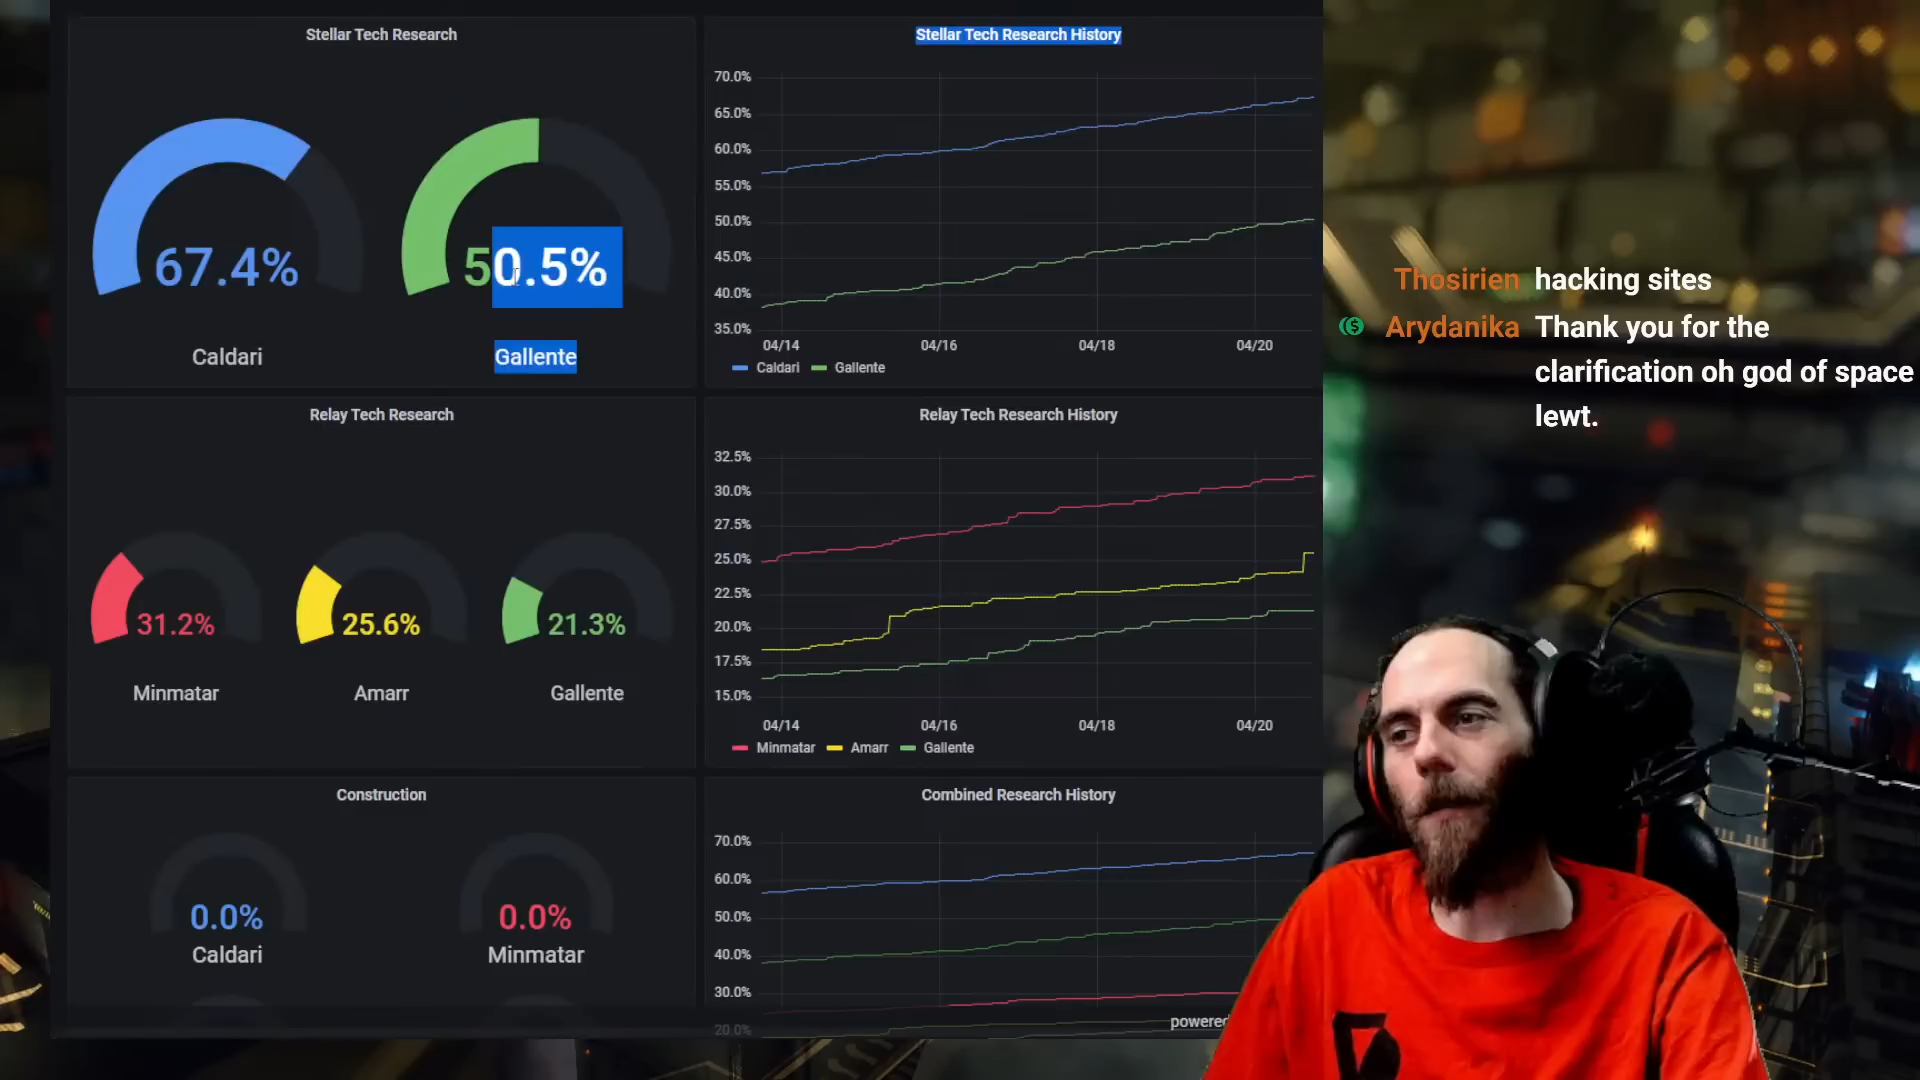 Stellar Tech Research
67.4%
Caldari
50.5%
Gallente
Stellar Tech Research History
70.0%
65.0%
60.0%
55.0%
50.0%
45.0%
40.0%
35.0%
04/14 04/16 04/18 04/20
Caldari Gallente
Relay Tech Research
31.2%
Minmatar
25.6%
Amarr
21.3%
Gallente
Relay Tech Research History
32.5%
30.0%
27.5%
25.0%
22.5%
20.0%
17.5%
15.0%
04/14 04/16 04/18 04/20
Minmatar Amarr Gallente
Construction
0.0%
Caldari
0.0%
Minmatar
Combined Research History
70.0%
60.0%
50.0%
40.0%
30.0%
20.0%
powered
Thosirien hacking sites
Arydanika Thank you for the
clarification oh god of space
lewt.